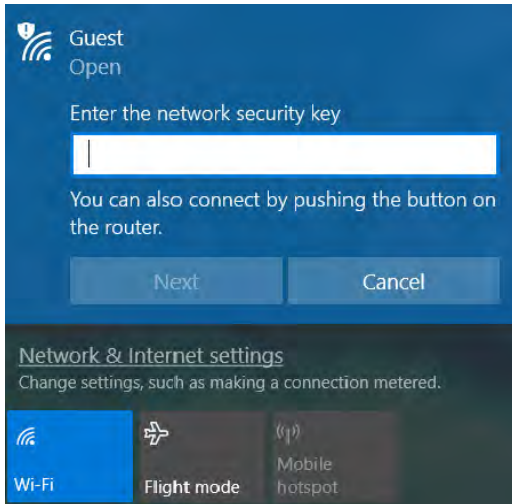 Guest
Open
Enter the network security key
You can also connect by pushing the button on
the router.
Next
Cancel
Network & Internet settings
Change settings, such as making a connection metered.
Wi-Fi
Flight mode
Mobile
hotspot